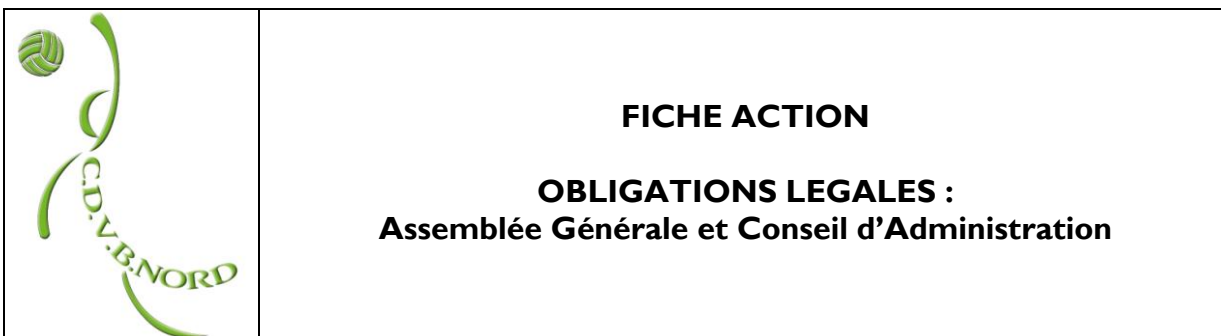 C.D.V.B.NORD
FICHE ACTION
OBLIGATIONS LEGALES :
Assemblée Générale et Conseil d’Administration